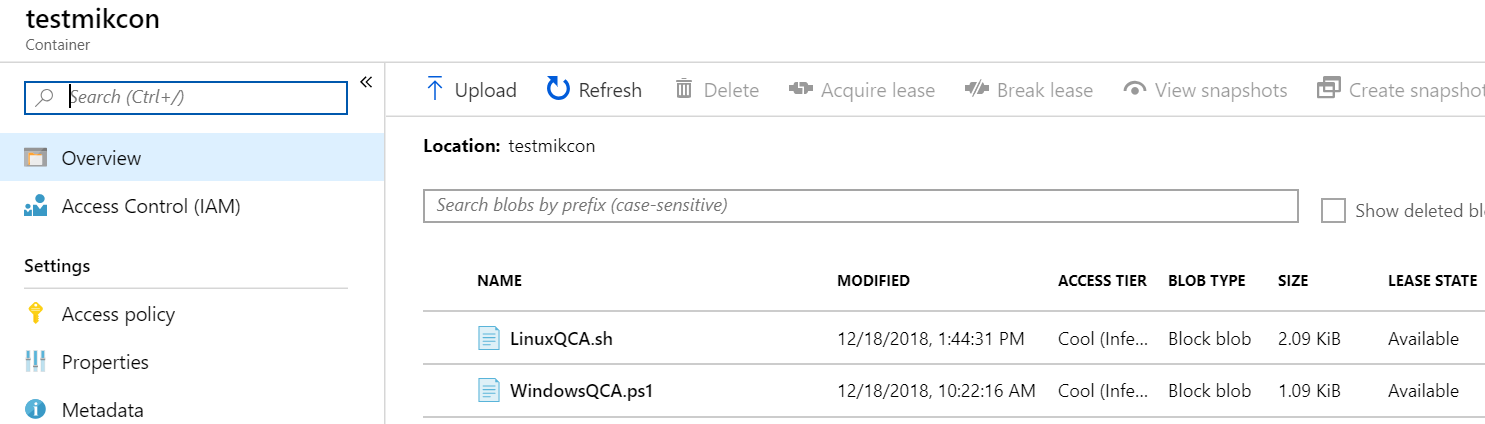 testmikcon
Container
Search (Ctrl+/)
«
Overview
Access Control (IAM)
Settings
Access policy
Properties
Metadata
Upload Refresh Delete Acquire lease Break lease View snapshots Create snapshot
Location: testmikcon
Search blobs by prefix (case-sensitive)
Show deleted bl
NAME MODIFIED ACCESS TIER BLOB TYPE SIZE LEASE STATE
LinuxQCA.sh 12/18/2018, 1:44:31 PM Cool (Infe... Block blob 2.09 KiB Available
WindowsQCA.ps1 12/18/2018, 10:22:16 AM Cool (Infe... Block blob 1.09 KiB Available